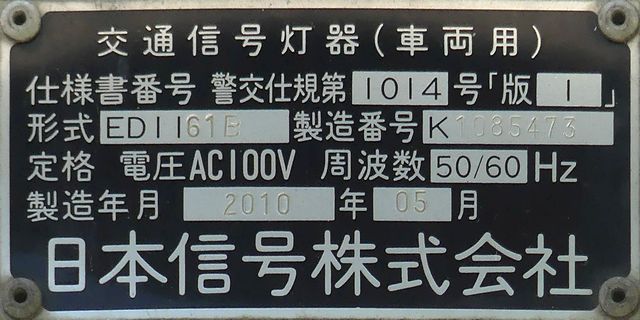 交通信号灯器(車両用)
仕様書番号 警交仕規第 1014 号「版 1 」
形式 ED1161B 製造番号 K1085473
定格 電圧AC100V 周波数 50/60 Hz
製造年月 2010 年 05 月
日本信号株式会社